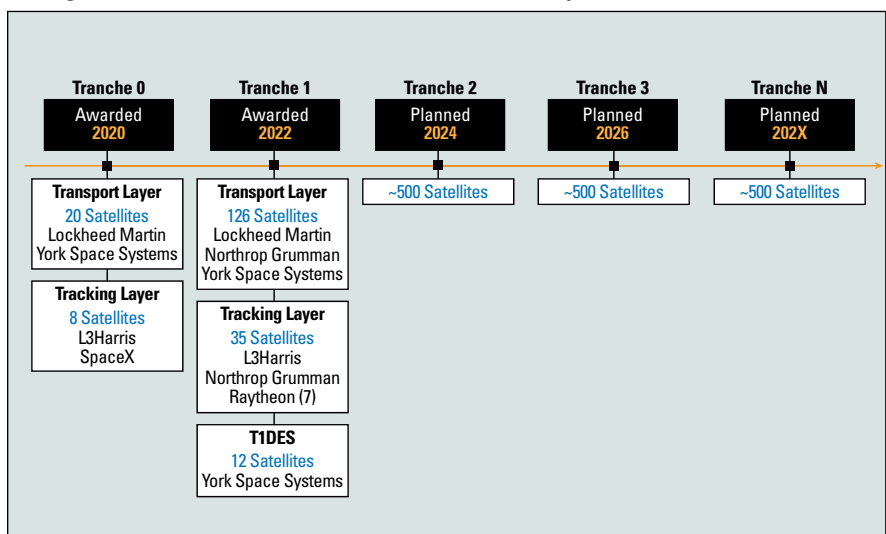 Tranche 0
Awarded
2020
Transport Layer
20 Satellites
Lockheed Martin
York Space Systems
Tracking Layer
8 Satellites
L3Harris
SpaceX
Tranche 1
Awarded
2022
Transport Layer
126 Satellites
Lockheed Martin
Northrop Grumman
York Space Systems
Tracking Layer
35 Satellites
L3Harris
Northrop Grumman
Raytheon (7)
T1DES
12 Satellites
York Space Systems
Tranche 2
Planned
2024
~500 Satellites
Tranche 3
Planned
2026
~500 Satellites
Tranche N
Planned
202X
~500 Satellites